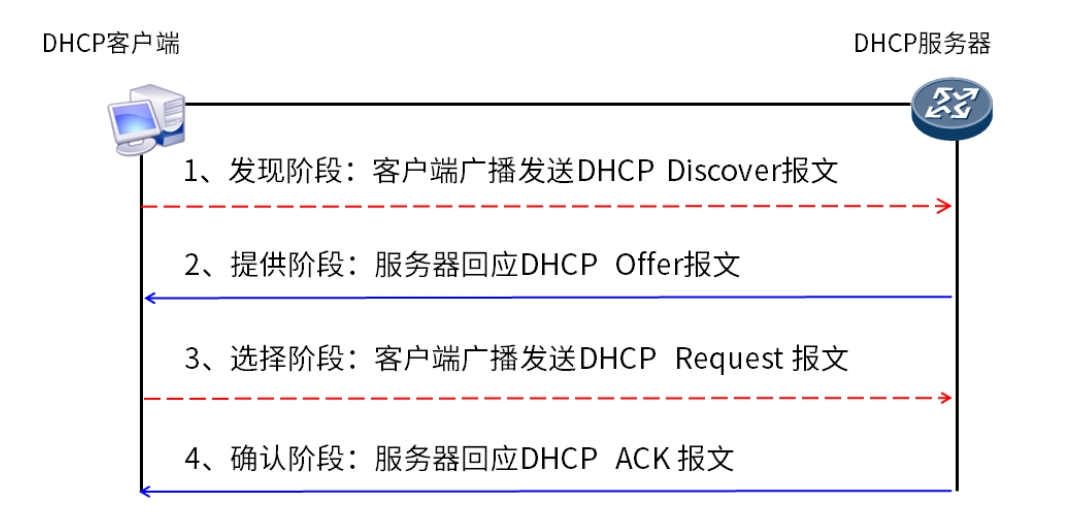 DHCP客户端
DHCP服务器
1、发现阶段：客户端广播发送DHCP Discover报文
2、提供阶段：服务器回应DHCP Offer报文
3、选择阶段：客户端广播发送DHCP Request 报文
4、确认阶段：服务器回应DHCP ACK 报文